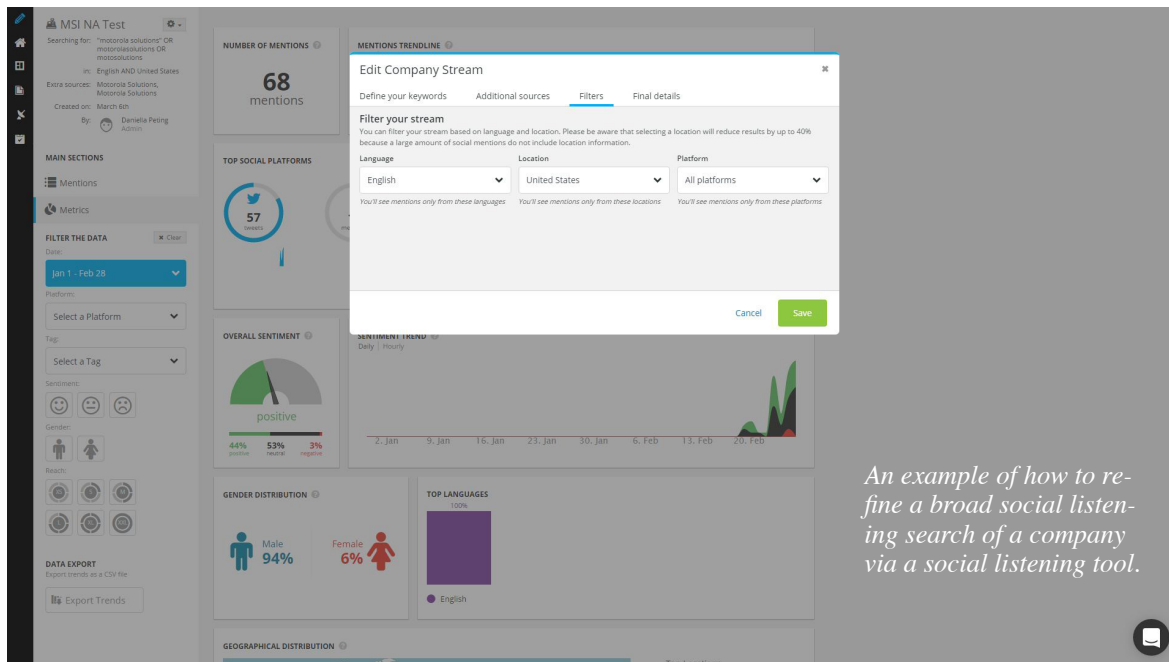 MSI NA Test
Searching for: "motorola solutions" OR
motorolasolutions OR
motosolutions
in: English AND United States
Extra sources: Motorola Solutions,
Motorola Solutions
Created on: March 6th
By: Daniella Peting
Admin
MAIN SECTIONS
Mentions
Metrics
FILTER THE DATA
Clear
Date:
Jan 1 - Feb 28
Platform:
Select a Platform
Tag:
Select a Tag
Sentiment:
Gender:
Reach:
DATA EXPORT
Export trends as a CSV file
Export Trends
NUMBER OF MENTIONS
68
mentions
MENTIONS TRENDLINE
TOP SOCIAL PLATFORMS
57
tweets
Edit Company Stream
Define your keywords Additional sources Filters Final details
Filter your stream
You can filter your stream based on language and location. Please be aware that selecting a location will reduce results by up to 40%
because a large amount of social mentions do not include location information.
Language Location Platform
English United States All platforms
You'll see mentions only from these languages You'll see mentions only from these locations You'll see mentions only from these platforms
Cancel Save
OVERALL SENTIMENT
positive
44% 53% 3%
positive neutral negative
SENTIMENT TREND
Daily | Hourly
2. Jan 9. Jan 16. Jan 23. Jan 30. Jan 6. Feb 13. Feb 20. Feb
GENDER DISTRIBUTION
Male
94%
Female
6%
TOP LANGUAGES
100%
English
GEOGRAPHICAL DISTRIBUTION
An example of how to re-
fine a broad social listen-
ing search of a company
via a social listening tool.